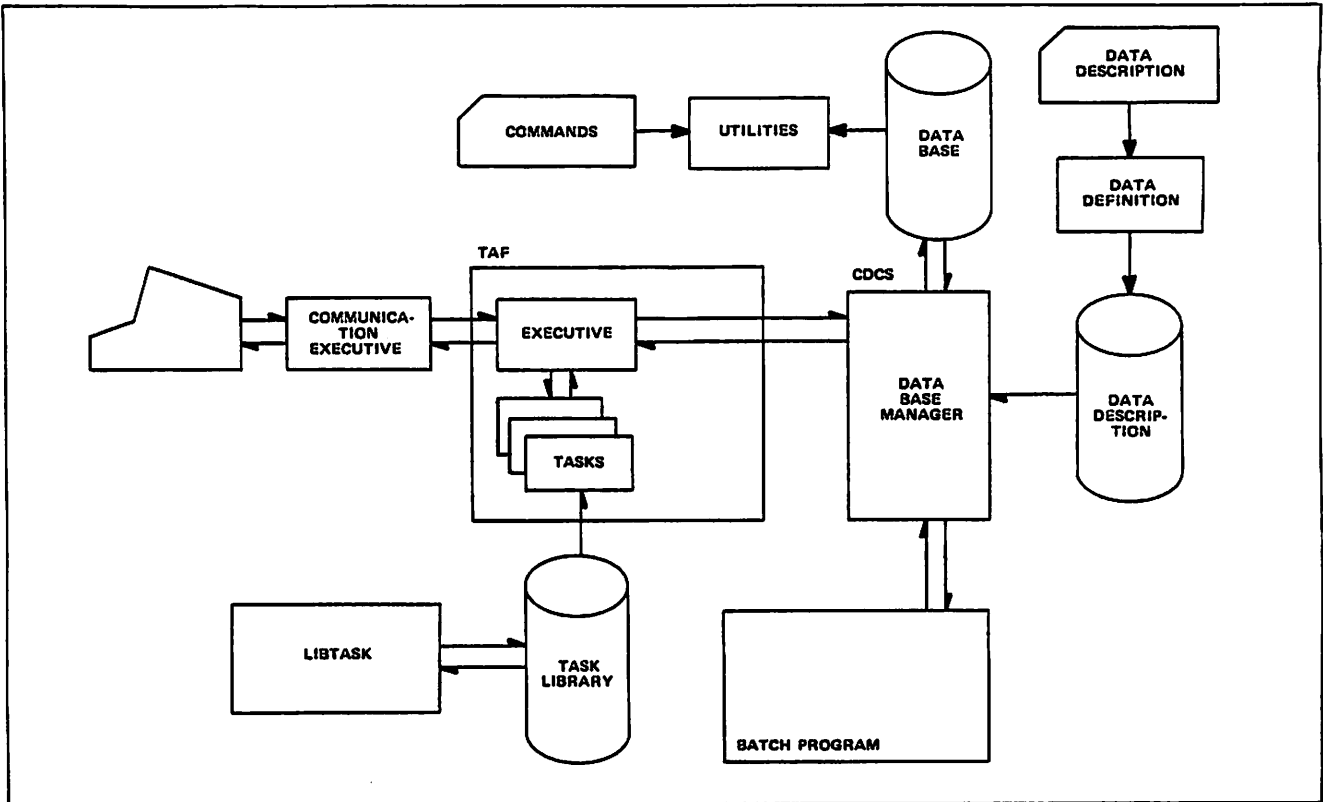 DATA
DESCRIPTION
COMMANDS
UTILITIES
DATA
BASE
DATA
DEFINITION
TAF
CDCS
COMMUNICA-
TION
EXECUTIVE
EXECUTIVE
DATA
BASE
MANAGER
DATA
DESCRIP-
TION
TASKS
LIBTASK
TASK
LIBRARY
BATCH PROGRAM